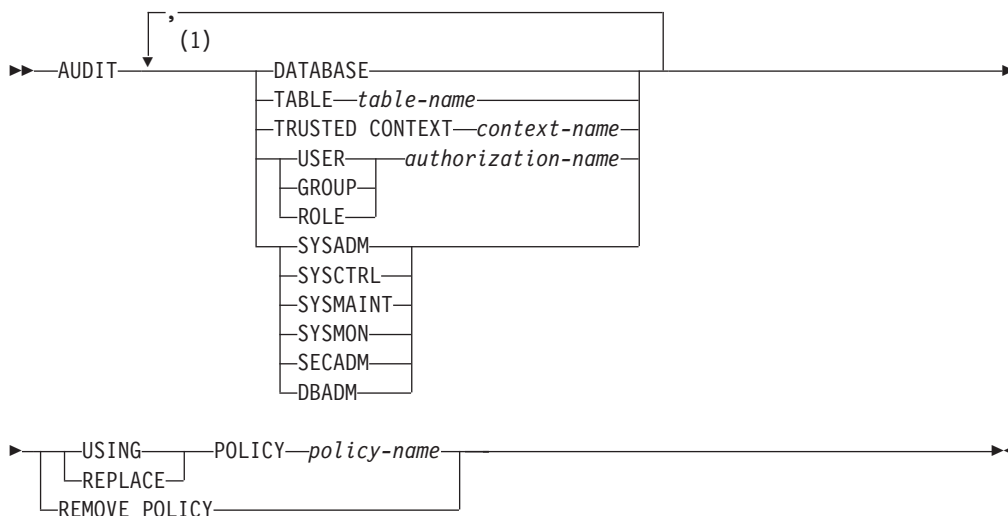 ,
(1)
AUDIT DATABASE
TABLE table-name
TRUSTED CONTEXT context-name
USER authorization-name
GROUP
ROLE
SYSADM
SYSCTRL
SYSMAINT
SYSMON
SECADM
DBADM
USING POLICY policy-name
REPLACE
REMOVE POLICY